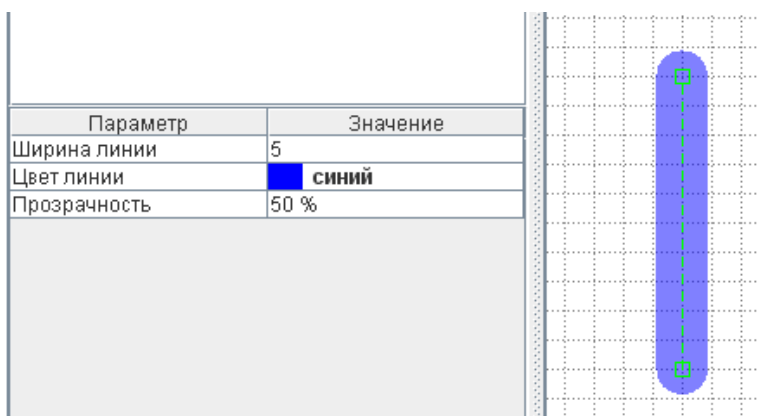 Параметр Значение
Ширина линии 5
Цвет линии синий
Прозрачность 50 %